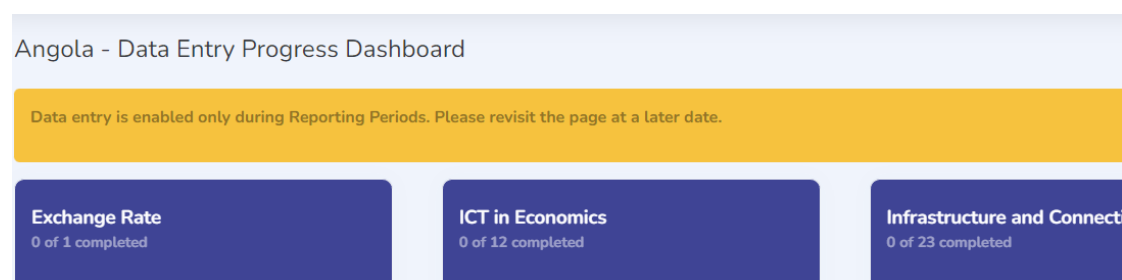 Angola - Data Entry Progress Dashboard
Data entry is enabled only during Reporting Periods. Please revisit the page at a later date.
Exchange Rate
0 of 1 completed
ICT in Economics
0 of 12 completed
Infrastructure and Connecti
0 of 23 completed